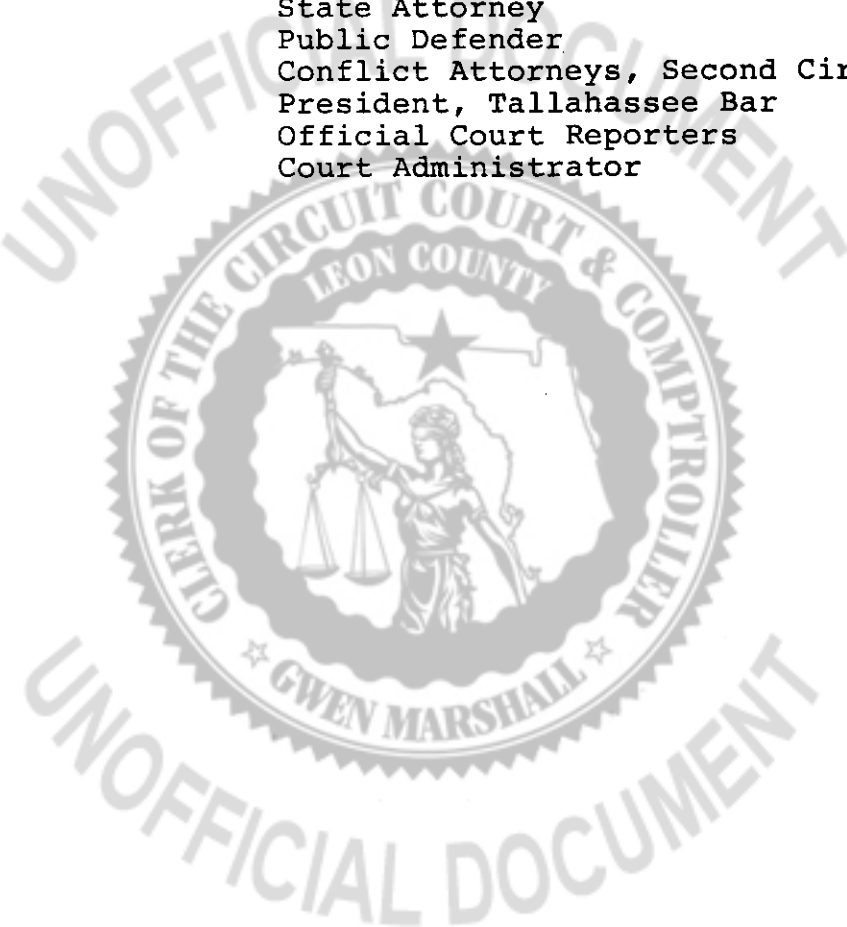 State Attorney
Public Defender
Conflict Attorneys, Second Cir
President, Tallahassee Bar
Official Court Reporters
Court Administrator
UNOFFICIAL DOCUMENT
CLERK OF THE CIRCUIT COURT & COMPTROLLER
LEON COUNTY
GWEN MARSHALL
UNOFFICIAL DOCUMENT